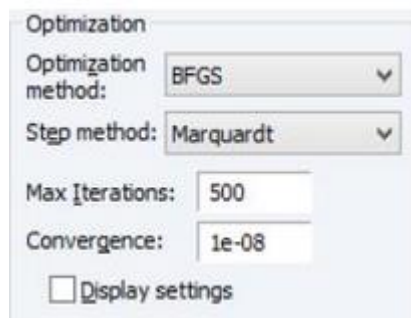 Optimization
Optimization
method:
BFGS
Step method: Marquardt
Max Iterations: 500
Convergence: 1e-08
Display settings